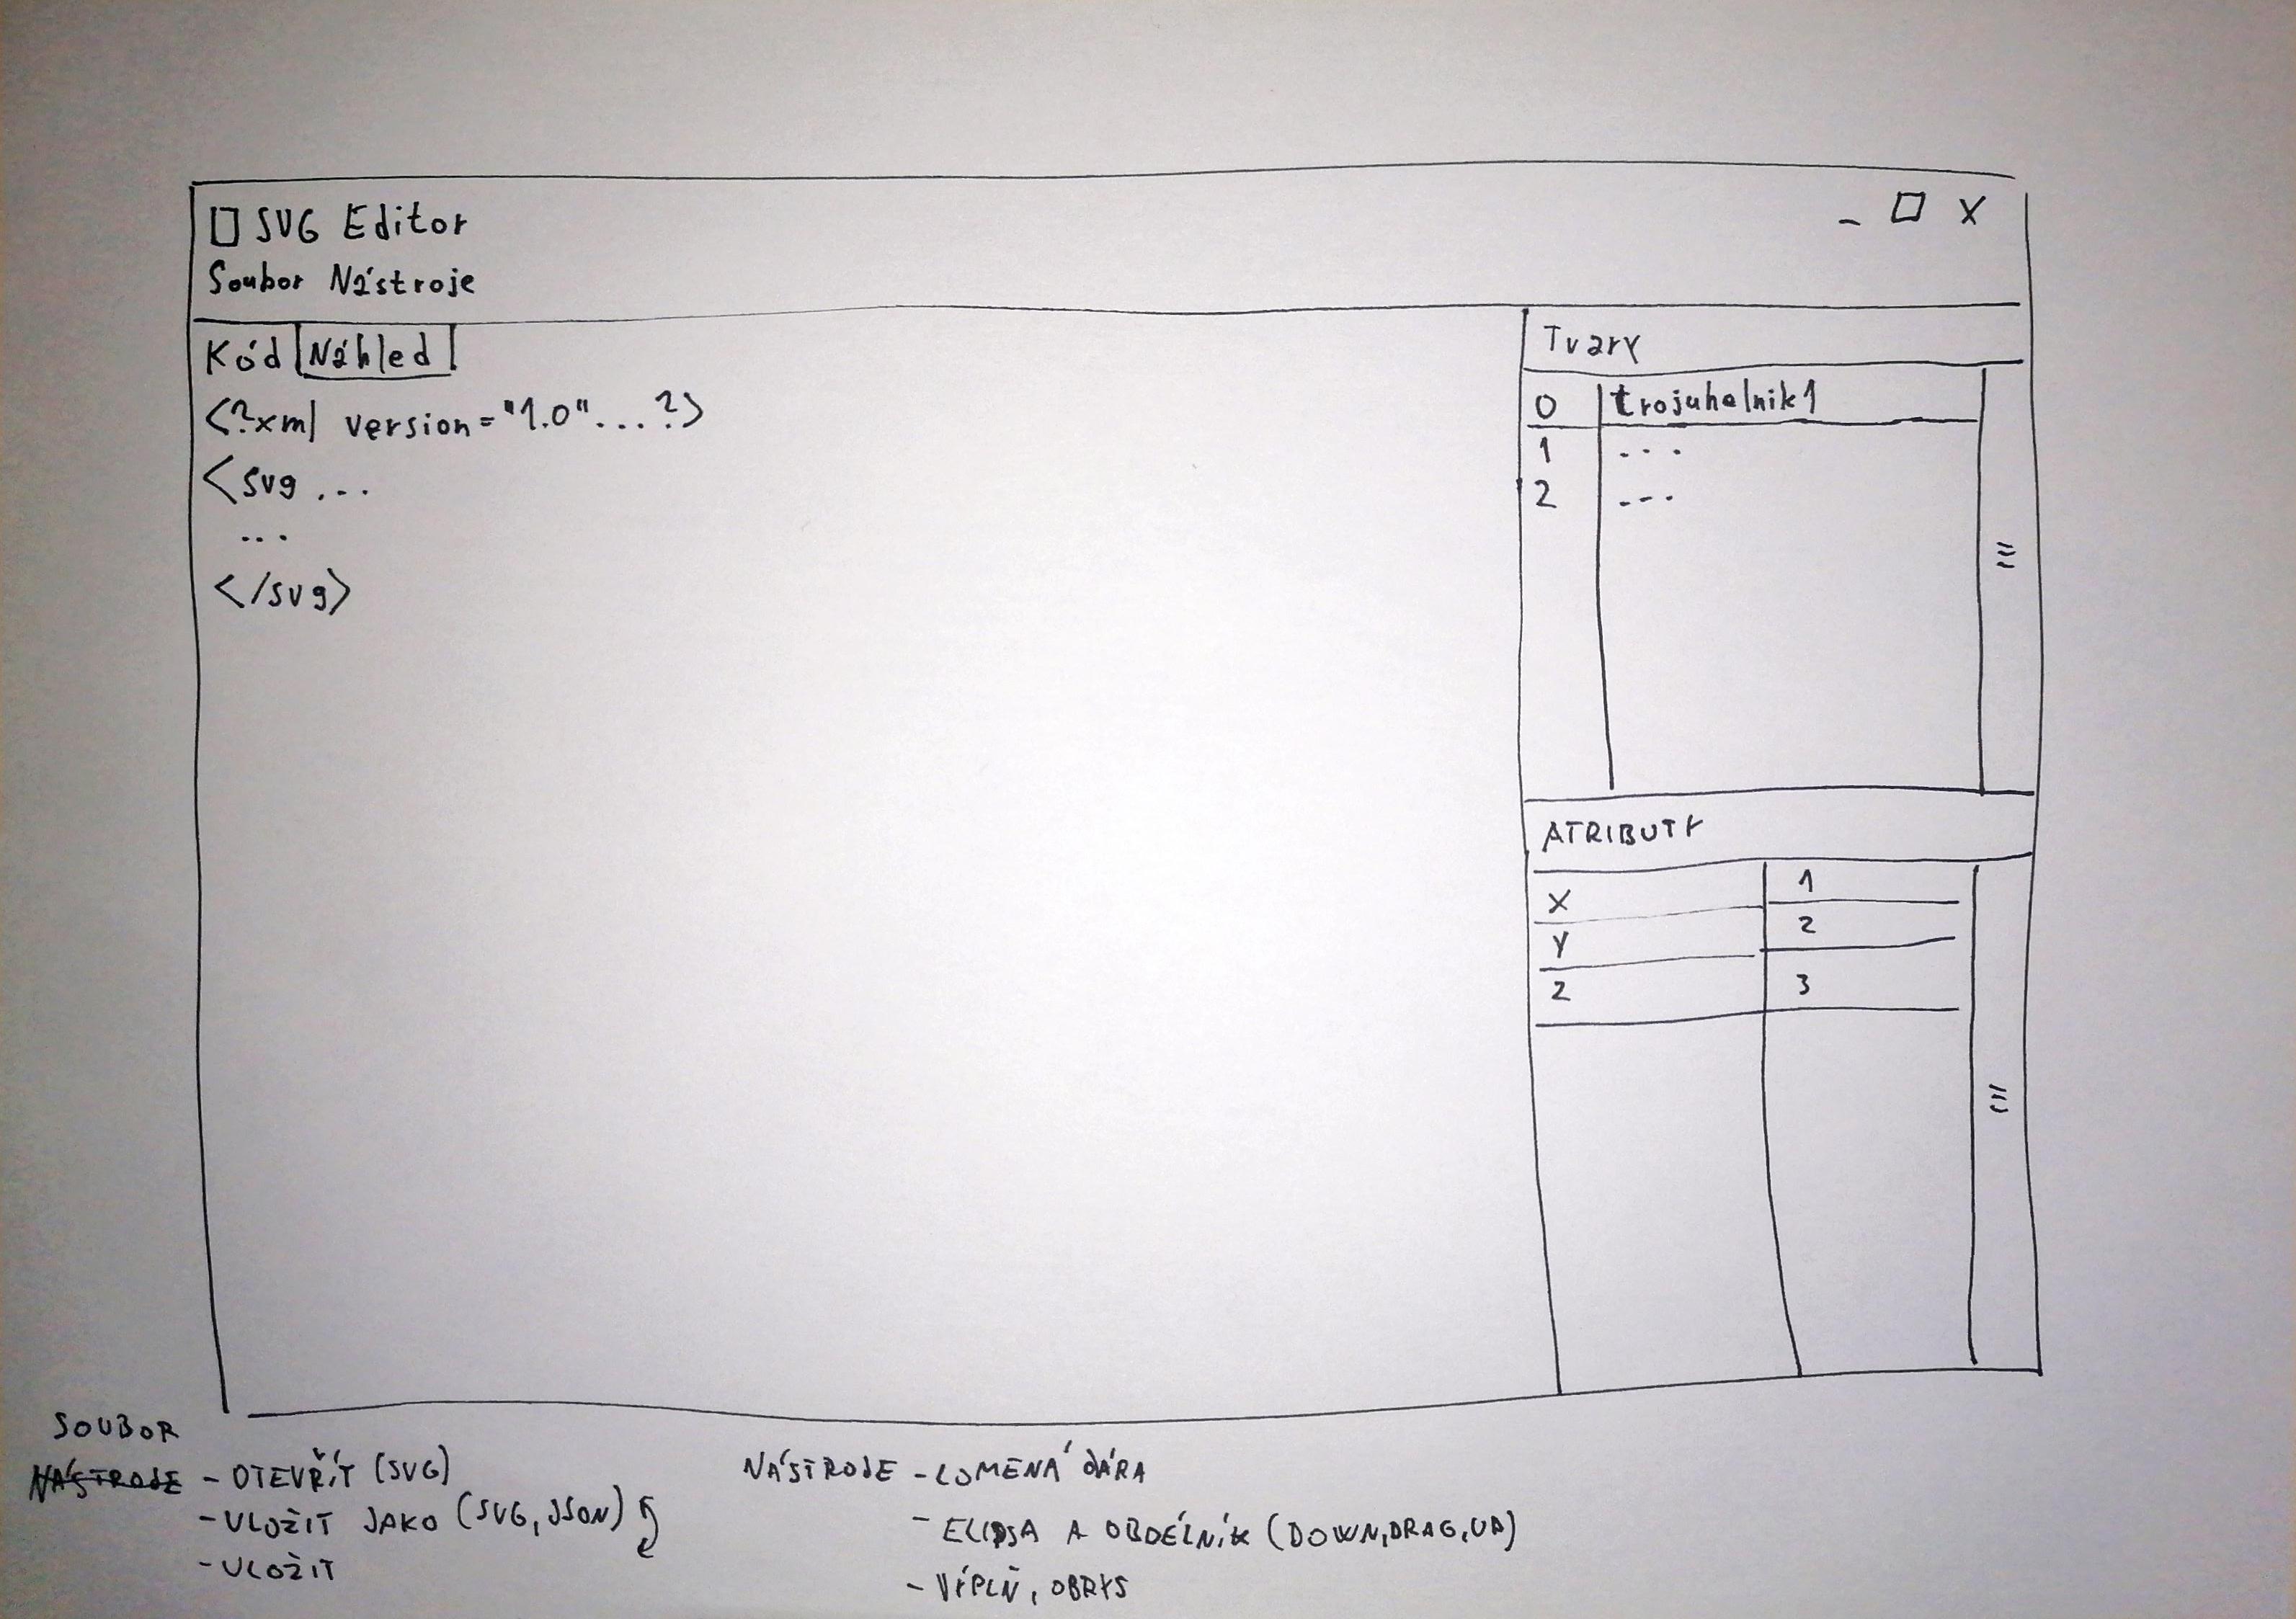 SVG Editor
_ □ X
Soubor Nástroje
Kód Náhled
<?xml version="1.0"...?>
<svg ...
...
</svg>
Tvary
0 trojuhelnik1
1 ...
2 ...
ATRIBUTY
X 1
Y 2
Z 3
SOUBOR
NÁSTROJE - OTEVŘÍT (SVG)
- ULOŽIT JAKO (SVG, JSON)
- ULOŽIT
NÁSTROJE - LOMENÁ ČÁRA
- ELIPSA A OBDÉLNÍK (DOWN, DRAG, UP)
- VÝPLŇ, OBRYS